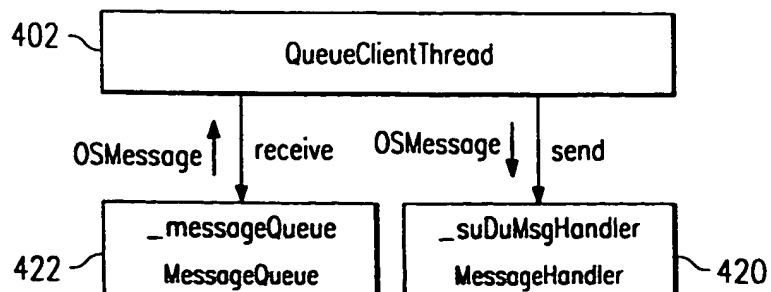 402
QueueClientThread
OSMessage receive OSMessage send
_messageQueue
MessageQueue
_suDuMsgHandler
MessageHandler
422
420